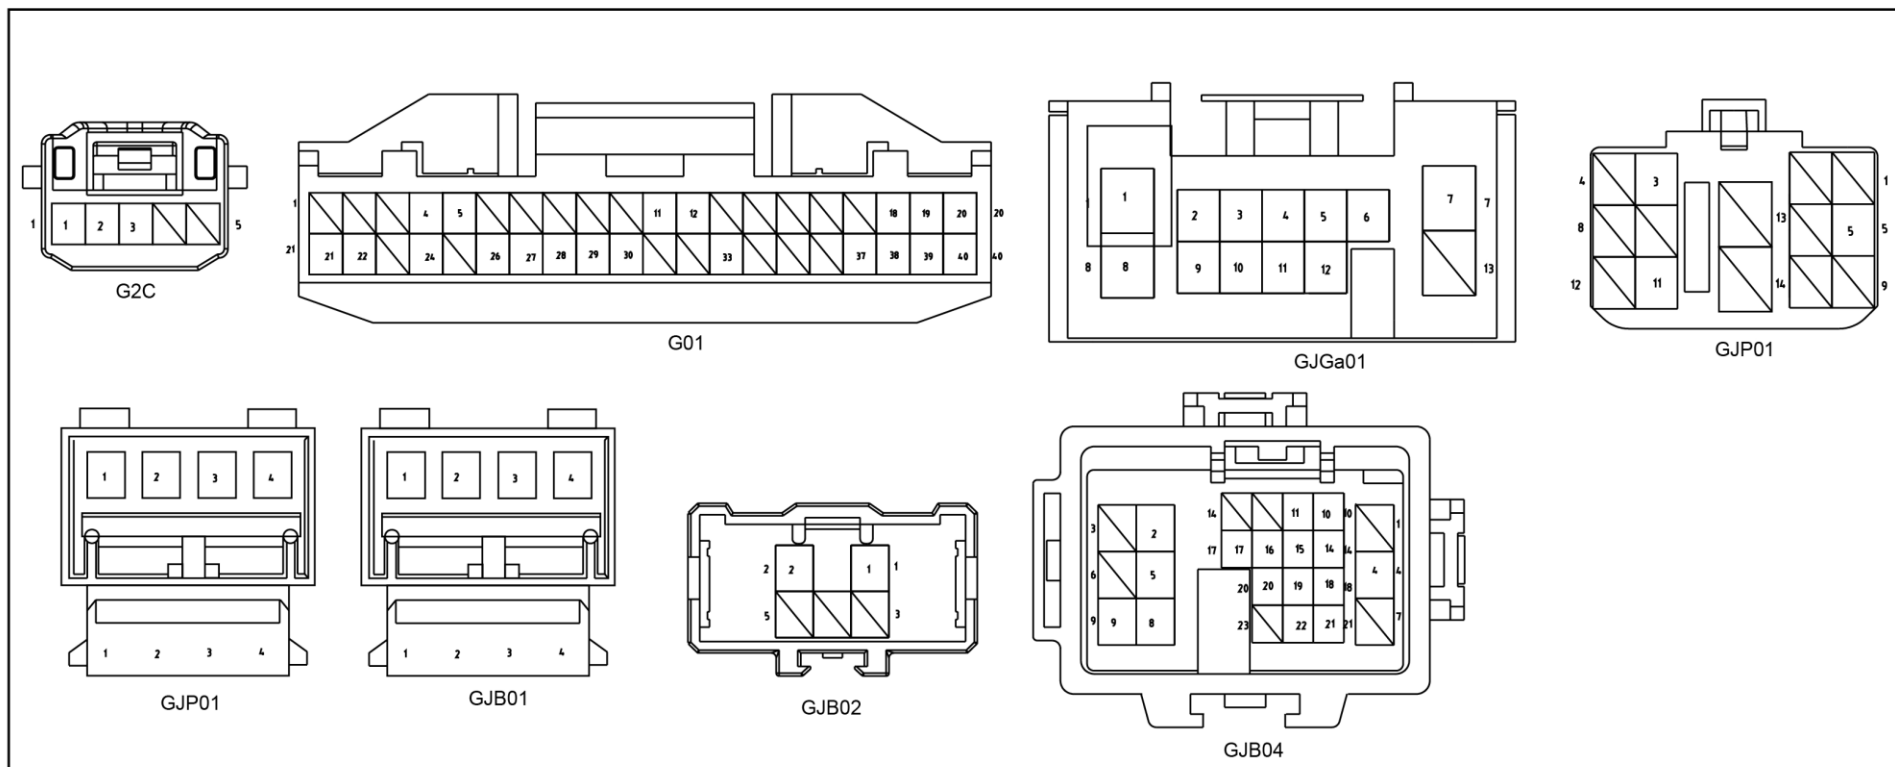 1 1 2 3 5
G2C
1 4 5 11 12 18 19 20 20
21 21 22 24 26 27 28 29 30 33 37 38 39 40 40
G01
1 1 7 7
2 3 4 5 6
8 8 9 10 11 12 13
GJGa01
4 3 13 1
8 5 5
12 11 14 9
GJP01
1 2 3 4
1 2 3 4
GJP01
1 2 3 4
1 2 3 4
GJB01
2 2 1 1
5 3
GJB02
3 2 14 11 10 10 1
17 17 16 15 14 14
6 5 4 4
20 20 19 18 18
9 9 8 23 22 21 21 7
GJB04